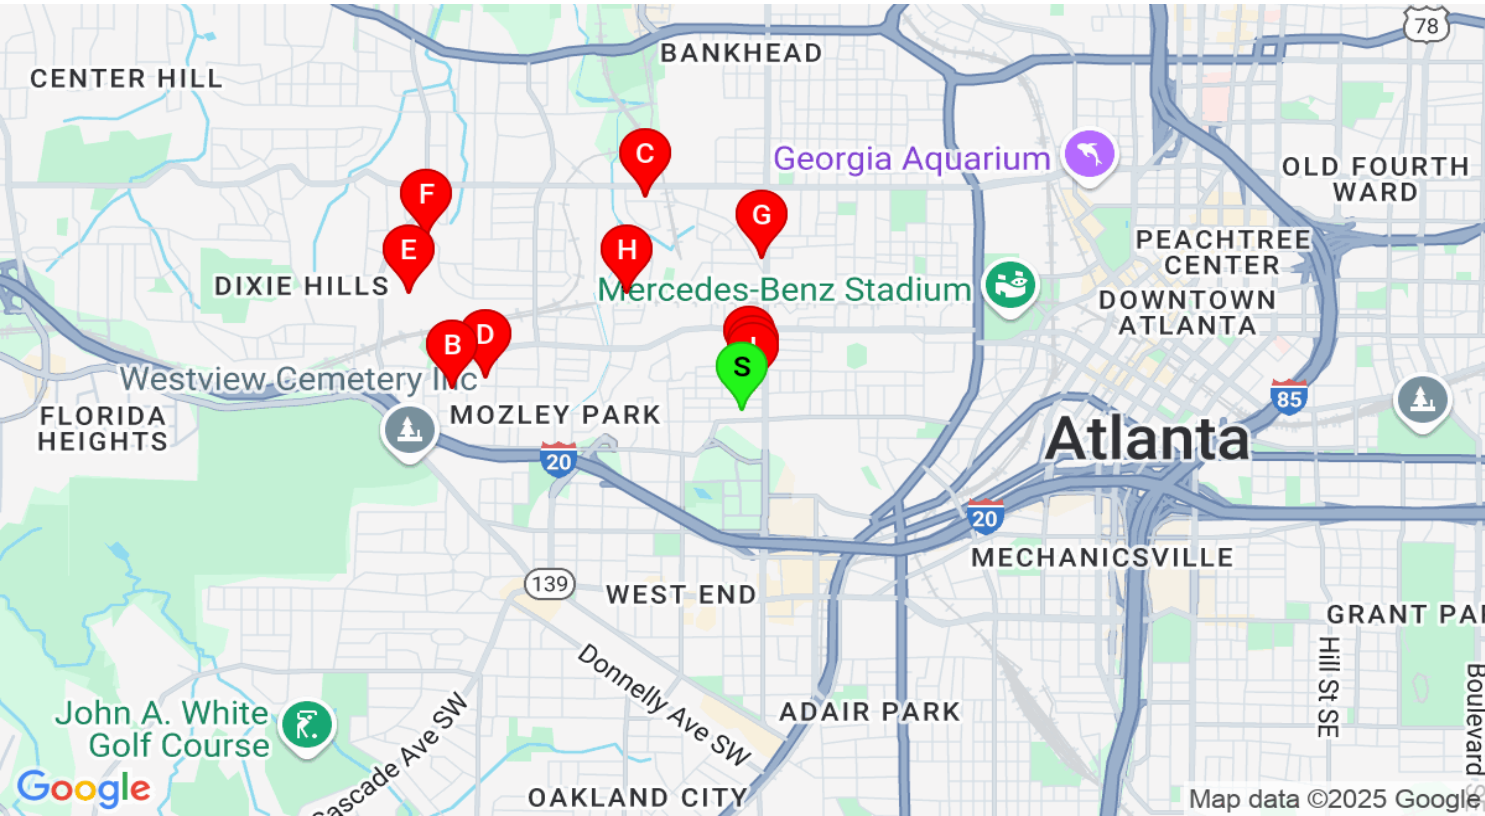 78
BANKHEAD
CENTER HILL
C
Georgia Aquarium
OLD FOURTH
WARD
F
G
E
H
PEACHTREE
CENTER
DIXIE HILLS
Mercedes-Benz Stadium
DOWNTOWN
ATLANTA
B
D
S
Westview Cemetery Inc
85
FLORIDA
HEIGHTS
MOZLEY PARK
Atlanta
20
20
MECHANICSVILLE
139
WEST END
GRANT PAR
Hill St SE
Boulevard SE
Donnelly Ave SW
John A. White
Golf Course
ADAIR PARK
Cascade Ave SW
Google
OAKLAND CITY
Map data ©2025 Google